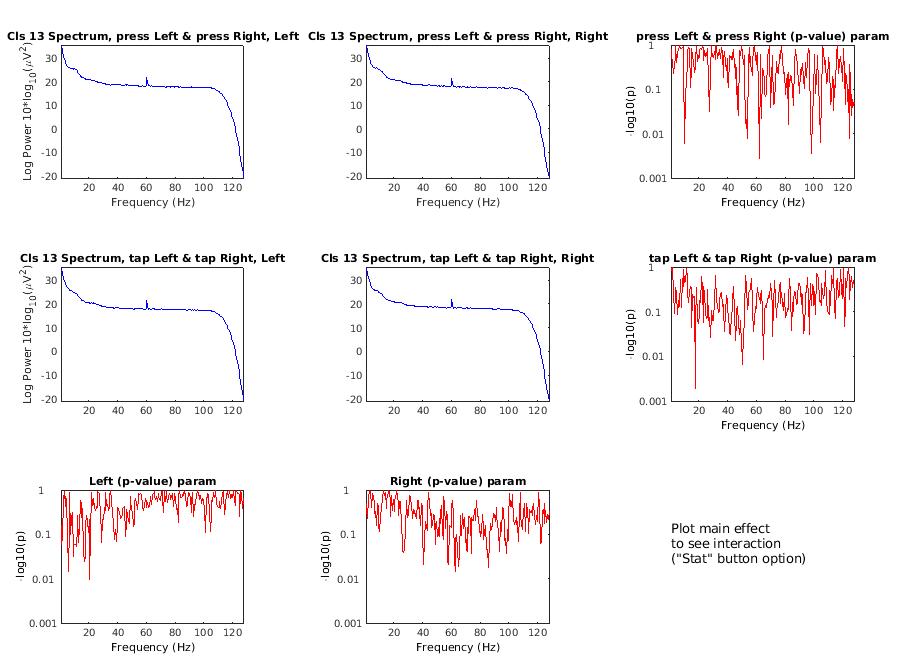 Cls 13 Spectrum, press Left & press Right, Left
Log Power 10*log10(μV2)
30
20
10
0
-10
-20
20 40 60 80 100 120
Frequency (Hz)
Cls 13 Spectrum, press Left & press Right, Right
30
20
10
0
-10
-20
20 40 60 80 100 120
Frequency (Hz)
press Left & press Right (p-value) param
-log10(p)
1
0.1
0.01
0.001
20 40 60 80 100 120
Frequency (Hz)
Cls 13 Spectrum, tap Left & tap Right, Left
Log Power 10*log10(μV2)
30
20
10
0
-10
-20
20 40 60 80 100 120
Frequency (Hz)
Cls 13 Spectrum, tap Left & tap Right, Right
30
20
10
0
-10
-20
20 40 60 80 100 120
Frequency (Hz)
tap Left & tap Right (p-value) param
-log10(p)
1
0.1
0.01
0.001
20 40 60 80 100 120
Frequency (Hz)
Left (p-value) param
-log10(p)
1
0.1
0.01
0.001
20 40 60 80 100 120
Frequency (Hz)
Right (p-value) param
-log10(p)
1
0.1
0.01
0.001
20 40 60 80 100 120
Frequency (Hz)
Plot main effect
to see interaction
("Stat" button option)